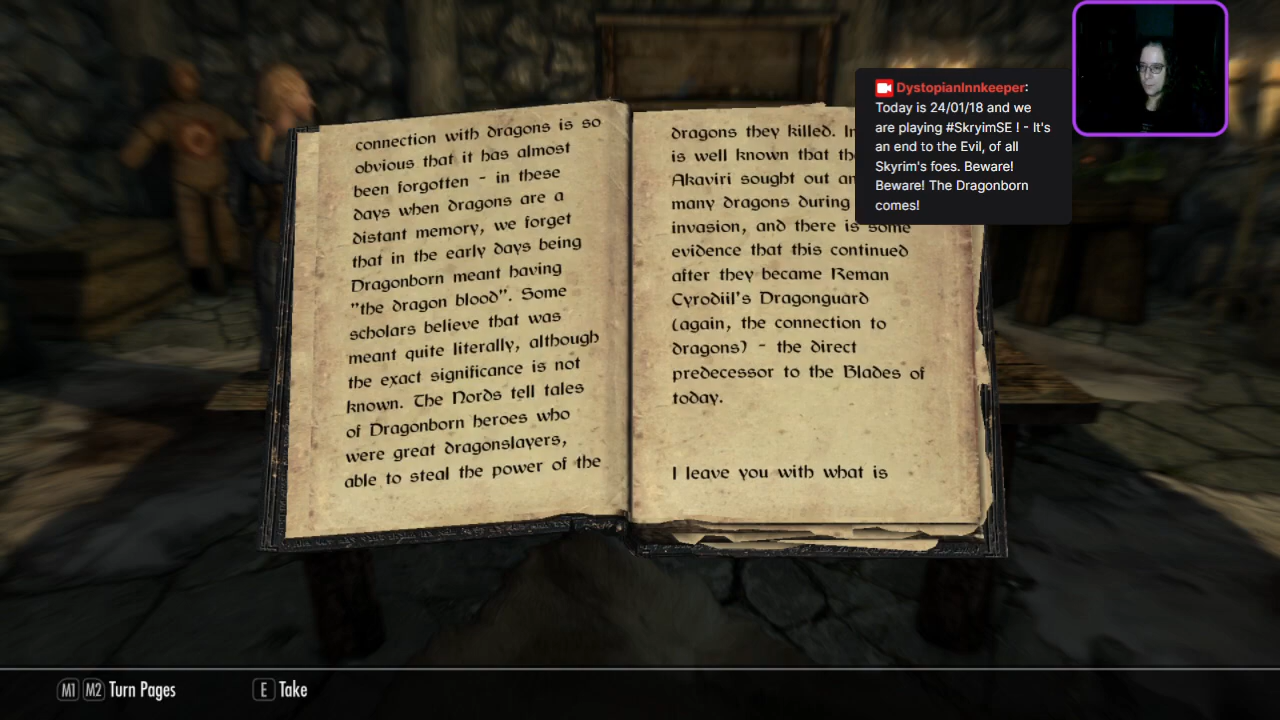 connection with dragons is so
obvious that it has almost
been forgotten - in these
days when dragons are a
distant memory, we forget
that in the early days being
Dragonborn meant having
"the dragon blood". Some
scholars believe that was
meant quite literally, although
the exact significance is not
known. The Nords tell tales
of Dragonborn heroes who
were great dragonslayers,
able to steal the power of the
dragons they killed.
is well known that
Akaviri sought out
many dragons during
invasion, and there is some
evidence that this continued
after they became Reman
Cyrodiil's Dragonguard
(again, the connection to
dragons) - the direct
predecessor to the Blades of
today.
I leave you with what is
DystopianInnkeeper:
Today is 24/01/18 and we
are playing #SkryimSE ! - It's
an end to the Evil, of all
Skyrim's foes. Beware!
Beware! The Dragonborn
comes!
M1 M2 Turn Pages
E Take